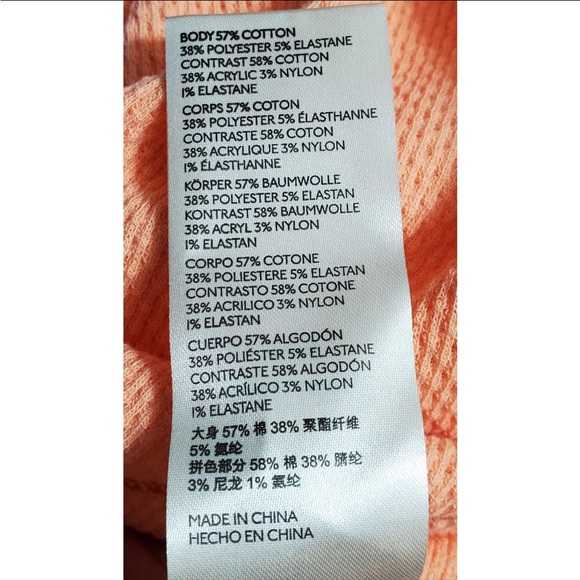 BODY 57% COTTON
38% POLYESTER 5% ELASTANE
CONTRAST 58% COTTON
38% ACRYLIC 3% NYLON
1% ELASTANE
CORPS 57% COTON
38% POLYESTER 5% ÉLASTHANNE
CONTRASTE 58% COTON
38% ACRYLIQUE 3% NYLON
1% ÉLASTHANNE
KÖRPER 57% BAUMWOLLE
38% POLYESTER 5% ELASTAN
KONTRAST 58% BAUMWOLLE
38% ACRYL 3% NYLON
1% ELASTAN
CORPO 57% COTONE
38% POLIESTERE 5% ELASTAN
CONTRASTO 58% COTONE
38% ACRILICO 3% NYLON
1% ELASTAN
CUERPO 57% ALGODÓN
38% POLIÉSTER 5% ELASTANE
CONTRASTE 58% ALGODÓN
38% ACRÍLICO 3% NYLON
1% ELASTANE
大身 57% 棉 38% 聚酯纤维
5% 氨纶
拼色部分 58% 棉 38% 腈纶
3% 尼龙 1% 氨纶
MADE IN CHINA
HECHO EN CHINA